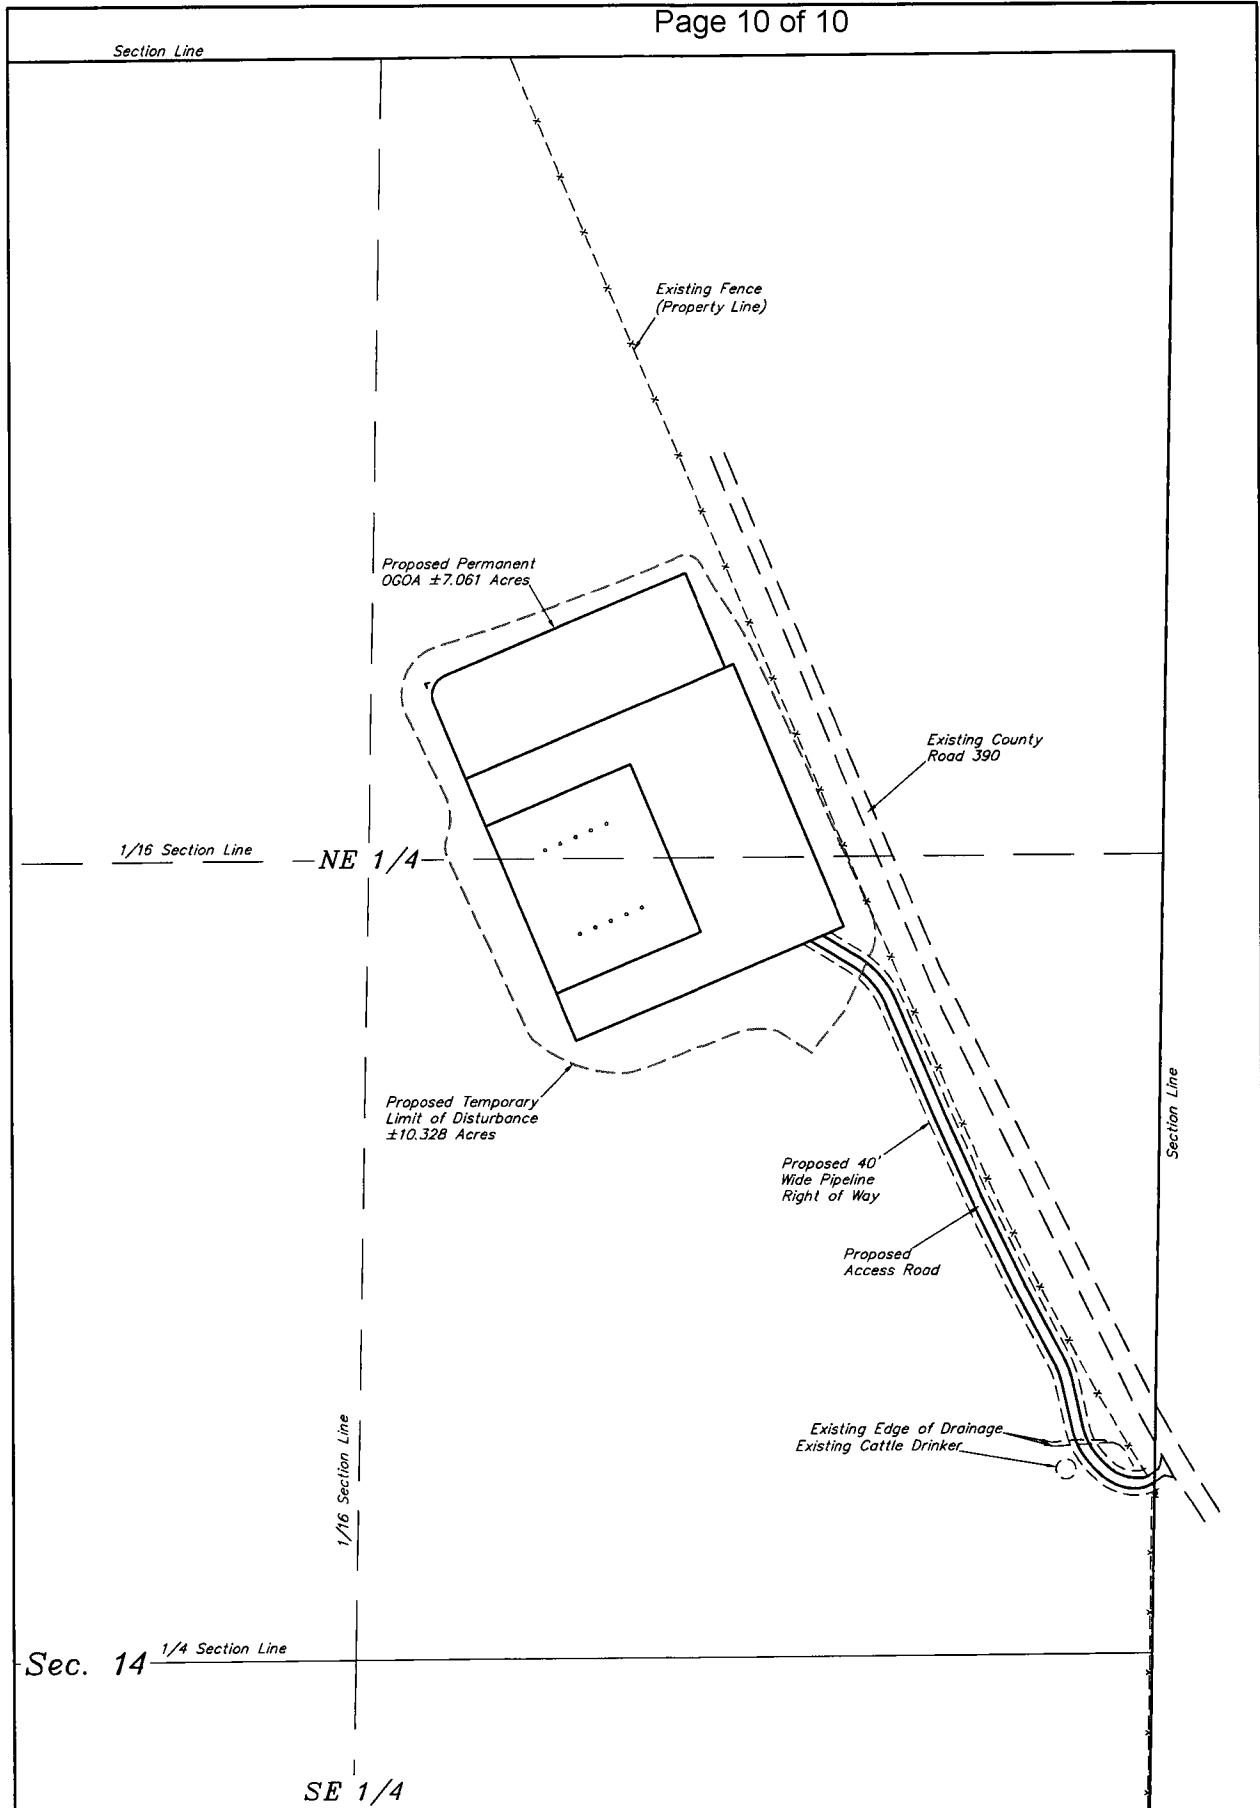 Page 10 of 10
Section Line
Existing Fence
(Property Line)
Proposed Permanent
OGOA ±7.061 Acres
Existing County
Road 390
1/16 Section Line
NE 1/4
Section Line
Proposed Temporary
Limit of Disturbance
±10.328 Acres
Proposed 40'
Wide Pipeline
Right of Way
Proposed
Access Road
Existing Edge of Drainage
Existing Cattle Drinker
1/16 Section Line
Sec. 14
1/4 Section Line
SE 1/4